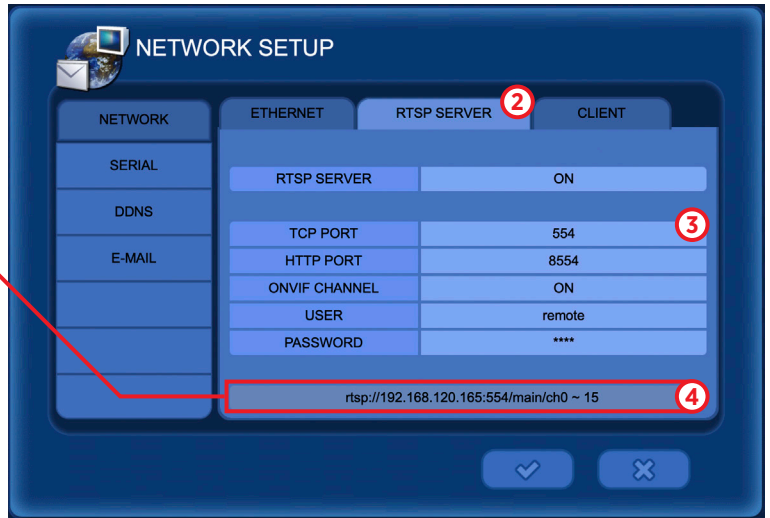 NETWORK SETUP
ETHERNET RTSP SERVER 2 CLIENT
NETWORK
SERIAL
DDNS
E-MAIL
RTSP SERVER ON
TCP PORT 554 3
HTTP PORT 8554
ONVIF CHANNEL ON
USER remote
PASSWORD ****
rtsp://192.168.120.165:554/main/ch0 ~ 15 4